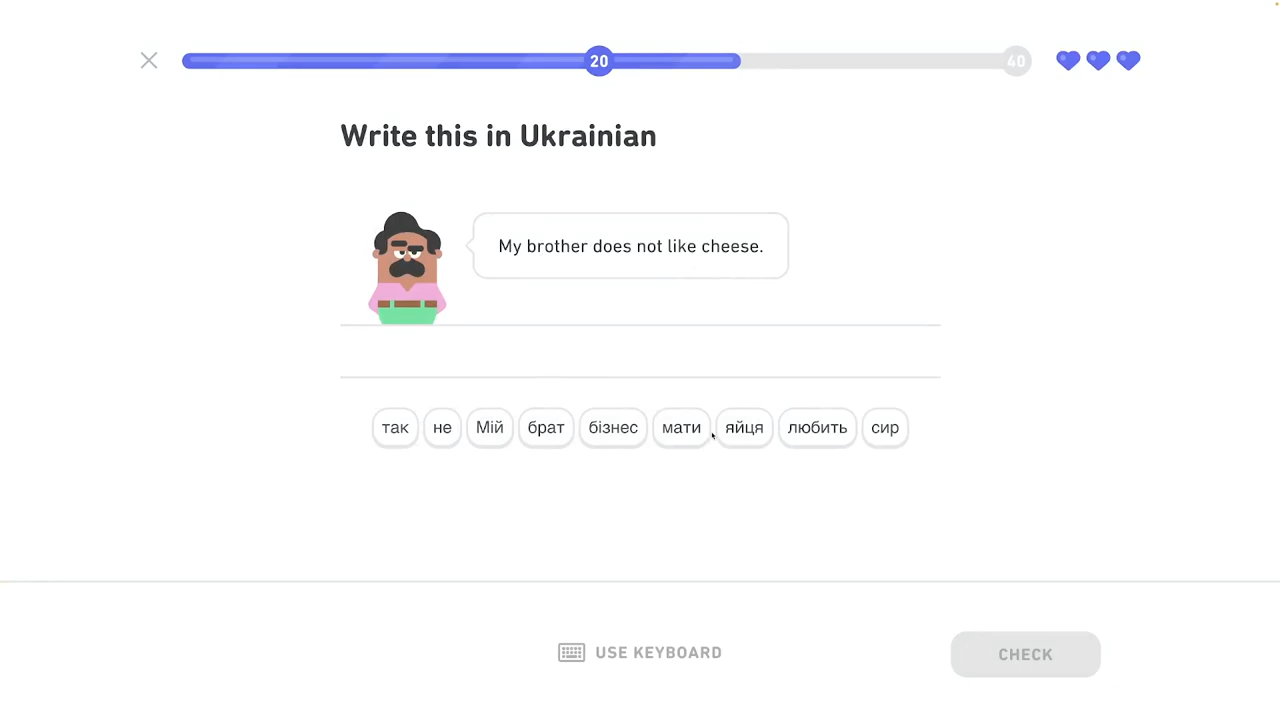 20
40
Write this in Ukrainian
My brother does not like cheese.
так не Мій брат бізнес мати яйця любить сир
USE KEYBOARD
CHECK